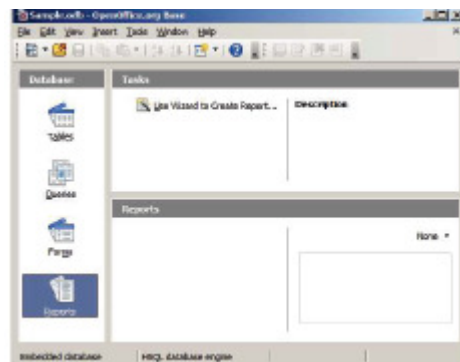 Sample.odb - OpenOffice.org Base
File Edit View Insert Tools Window Help
Database
Tasks
Tables
Queries
Forms
Reports
Use Wizard to Create Report...
Description
Reports
None
Embedded database
HSQL database engine